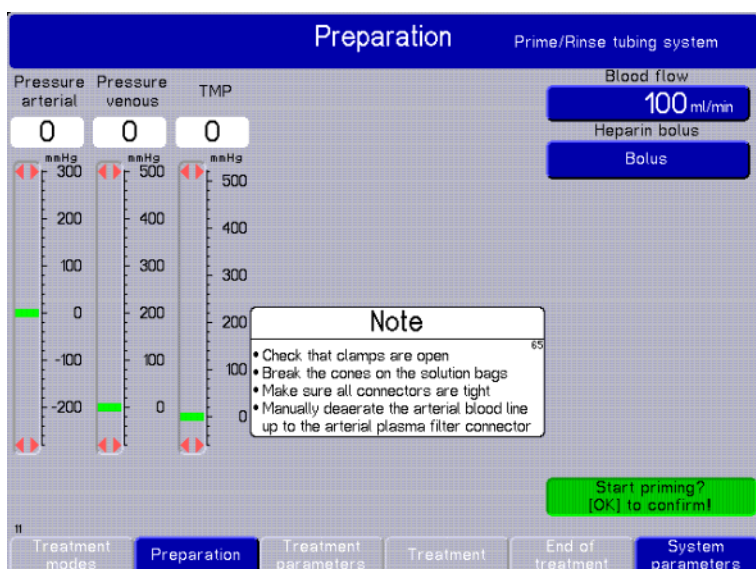 Preparation
Prime/Rinse tubing system
Pressure
arterial
Pressure
venous
TMP
Blood flow
100 ml/min
Heparin bolus
Bolus
0
0
0
mmHg
300
200
100
0
-100
-200
mmHg
500
400
300
200
100
0
mmHg
500
400
300
200
100
0
Note
65
• Check that clamps are open
• Break the cones on the solution bags
• Make sure all connectors are tight
• Manually deaerate the arterial blood line
up to the arterial plasma filter connector
Start priming?
[OK] to confirm!
11
Treatment
modes
Preparation
Treatment
parameters
Treatment
End of
treatment
System
parameters